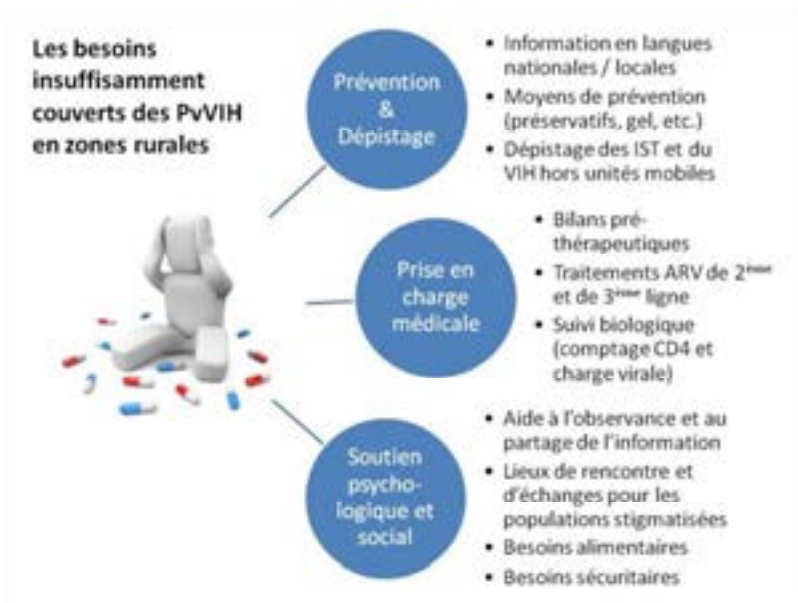 Les besoins
insuffisamment
couverts des PvVIH
en zones rurales
Prévention
&
Dépistage
• Information en langues
nationales / locales
• Moyens de prévention
(préservatifs, gel, etc.)
• Dépistage des IST et du
VIH hors unités mobiles
Prise en
charge
médicale
• Bilans pré-
thérapeutiques
• Traitements ARV de 2ème
et de 3ème ligne
• Suivi biologique
(comptage CD4 et
charge virale)
Soutien
psycho-
logique et
social
• Aide à l'observance et au
partage de l'information
• Lieux de rencontre et
d'échanges pour les
populations stigmatisées
• Besoins alimentaires
• Besoins sécuritaires